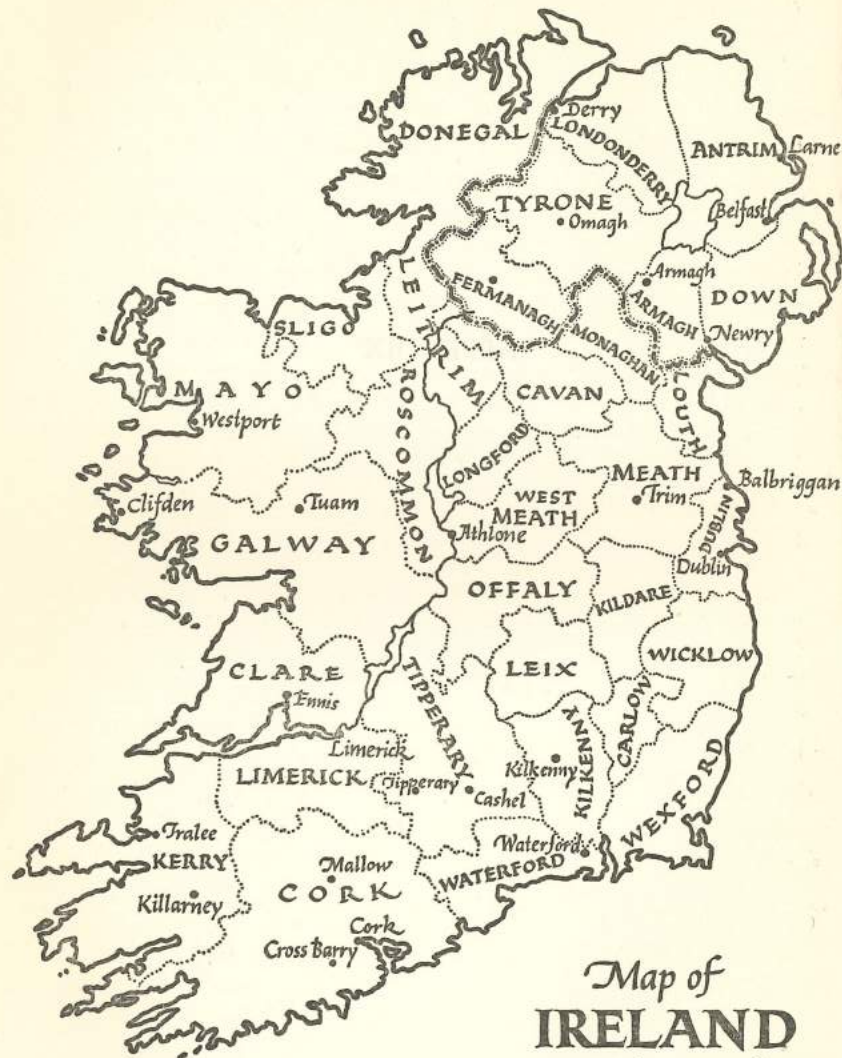 DONEGAL
Derry
LONDONDERRY
ANTRIM
Larne
TYRONE
Omagh
Belfast
LEITRIM
FERMANAGH
Armagh
ARMAGH
DOWN
SLIGO
MONAGHAN
Newry
MAYO
ROSCOMMON
CAVAN
LOUTH
Westport
LONGFORD
MEATH
Balbriggan
Clifden
Tuam
WEST
MEATH
Trim
DUBLIN
GALWAY
Athlone
Dublin
OFFALY
KILDARE
CLARE
TIPPERARY
LEIX
WICKLOW
Ennis
CARLOW
Limerick
KILKENNY
LIMERICK
Tipperary
Kilkenny
Cashel
WEXFORD
Tralee
Waterford
KERRY
Mallow
WATERFORD
Killarney
CORK
Cork
Cross Barry
Map of
IRELAND